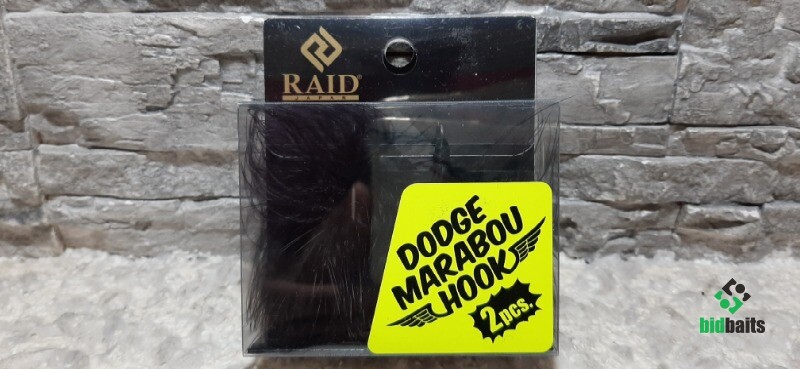 RAID
JAPAN
DODGE
MARABOU
HOOK
2pcs.
bidbaits